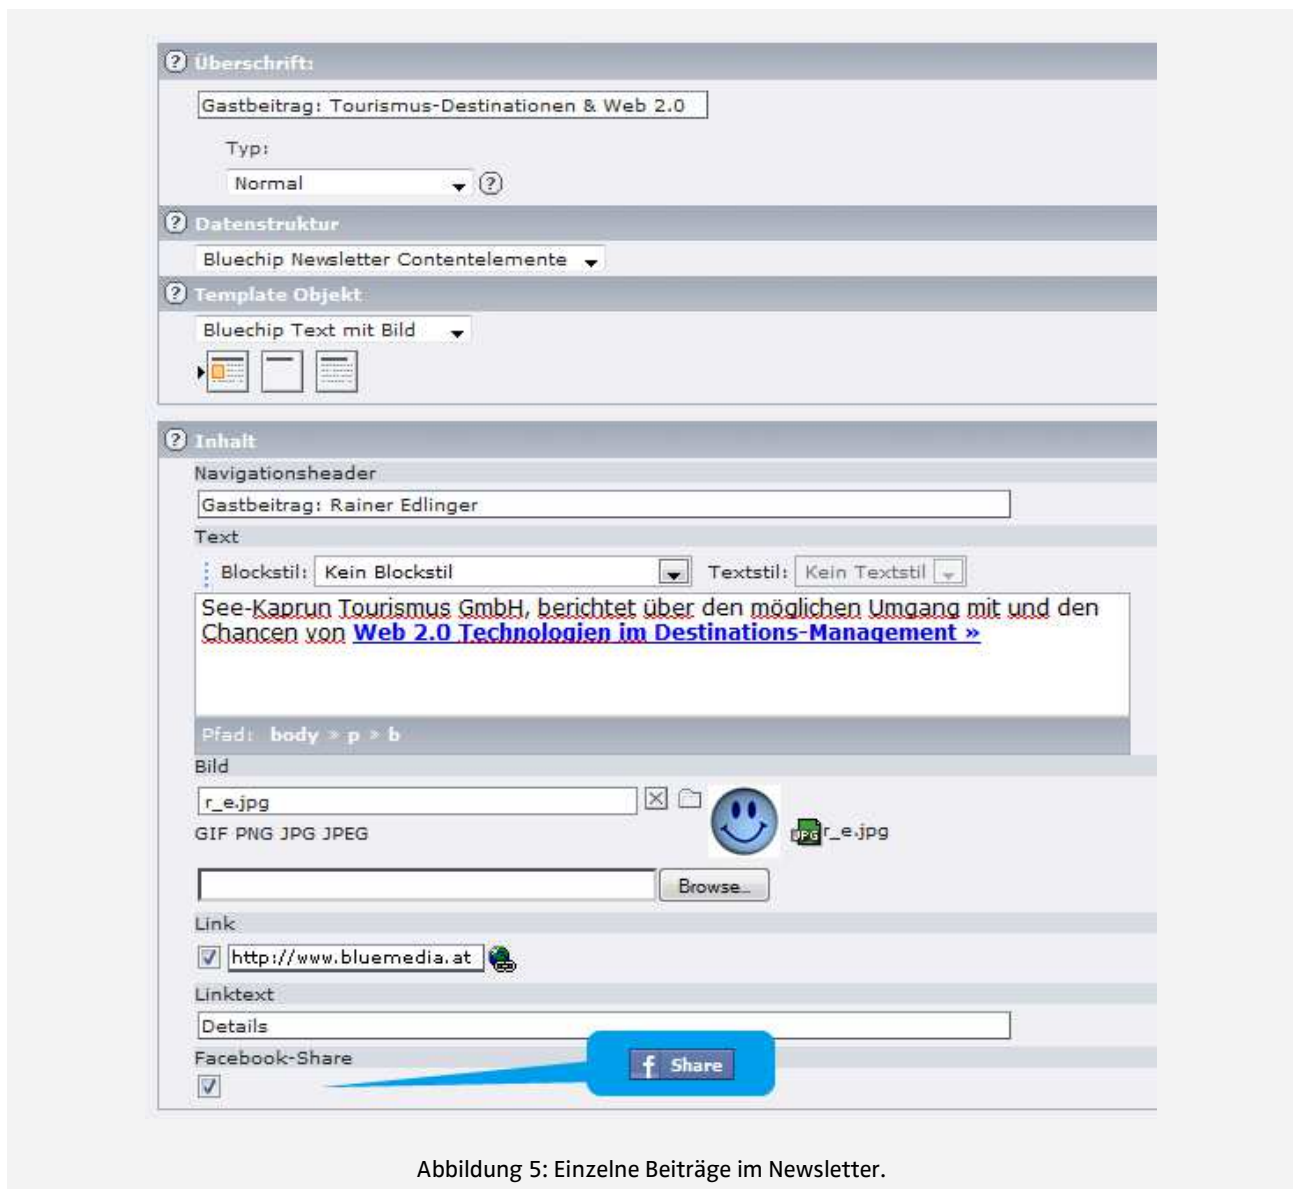 Überschrift:
Gastbeitrag: Tourismus-Destinationen & Web 2.0
Typ:
Normal
Datenstruktur
Bluechip Newsletter Contentelemente
Template Objekt
Bluechip Text mit Bild
Inhalt
Navigationsheader
Gastbeitrag: Rainer Edlinger
Text
Blockstil: Kein Blockstil Textstil: Kein Textstil
See-Kaprun Tourismus GmbH, berichtet über den möglichen Umgang mit und den
Chancen von Web 2.0 Technologien im Destinations-Management »
Pfad: body » p » b
Bild
r_e.jpg
JPG r_e.jpg
GIF PNG JPG JPEG
Browse...
Link
http://www.bluemedia.at
Linktext
Details
Facebook-Share
f Share
Abbildung 5: Einzelne Beiträge im Newsletter.